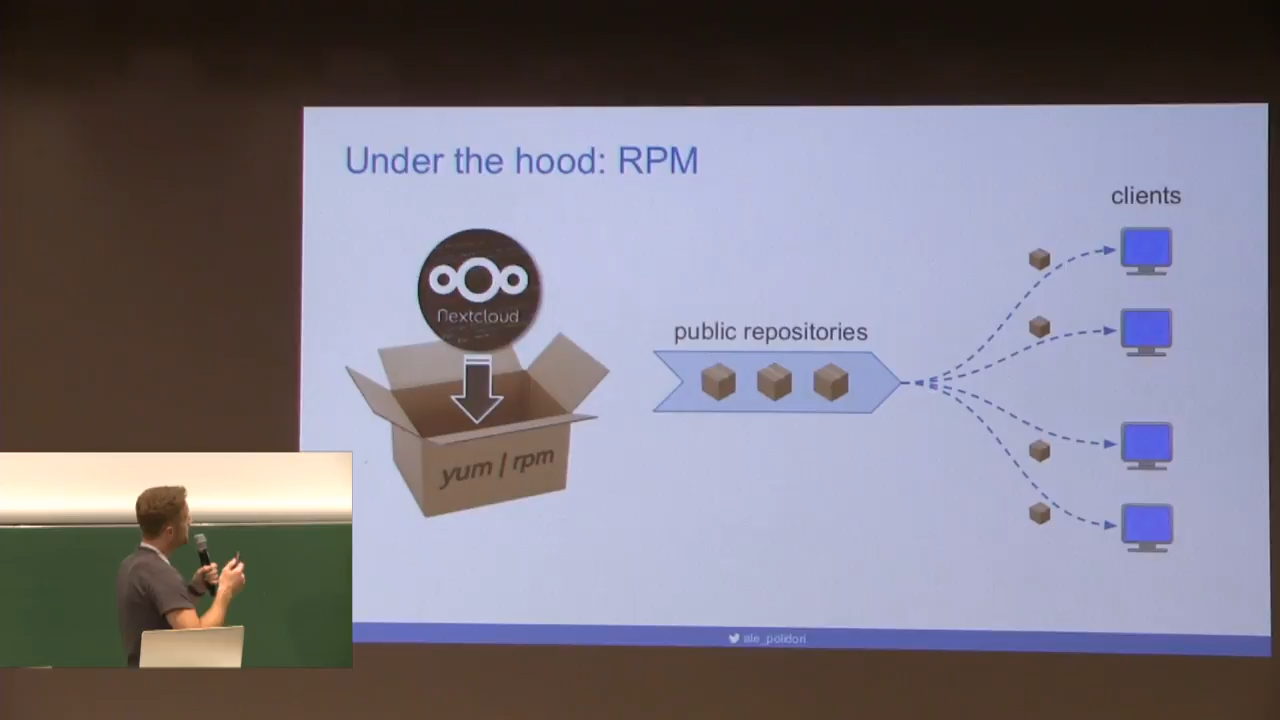 Under the hood: RPM
clients
Nextcloud
public repositories
yum | rpm
ale_polidori